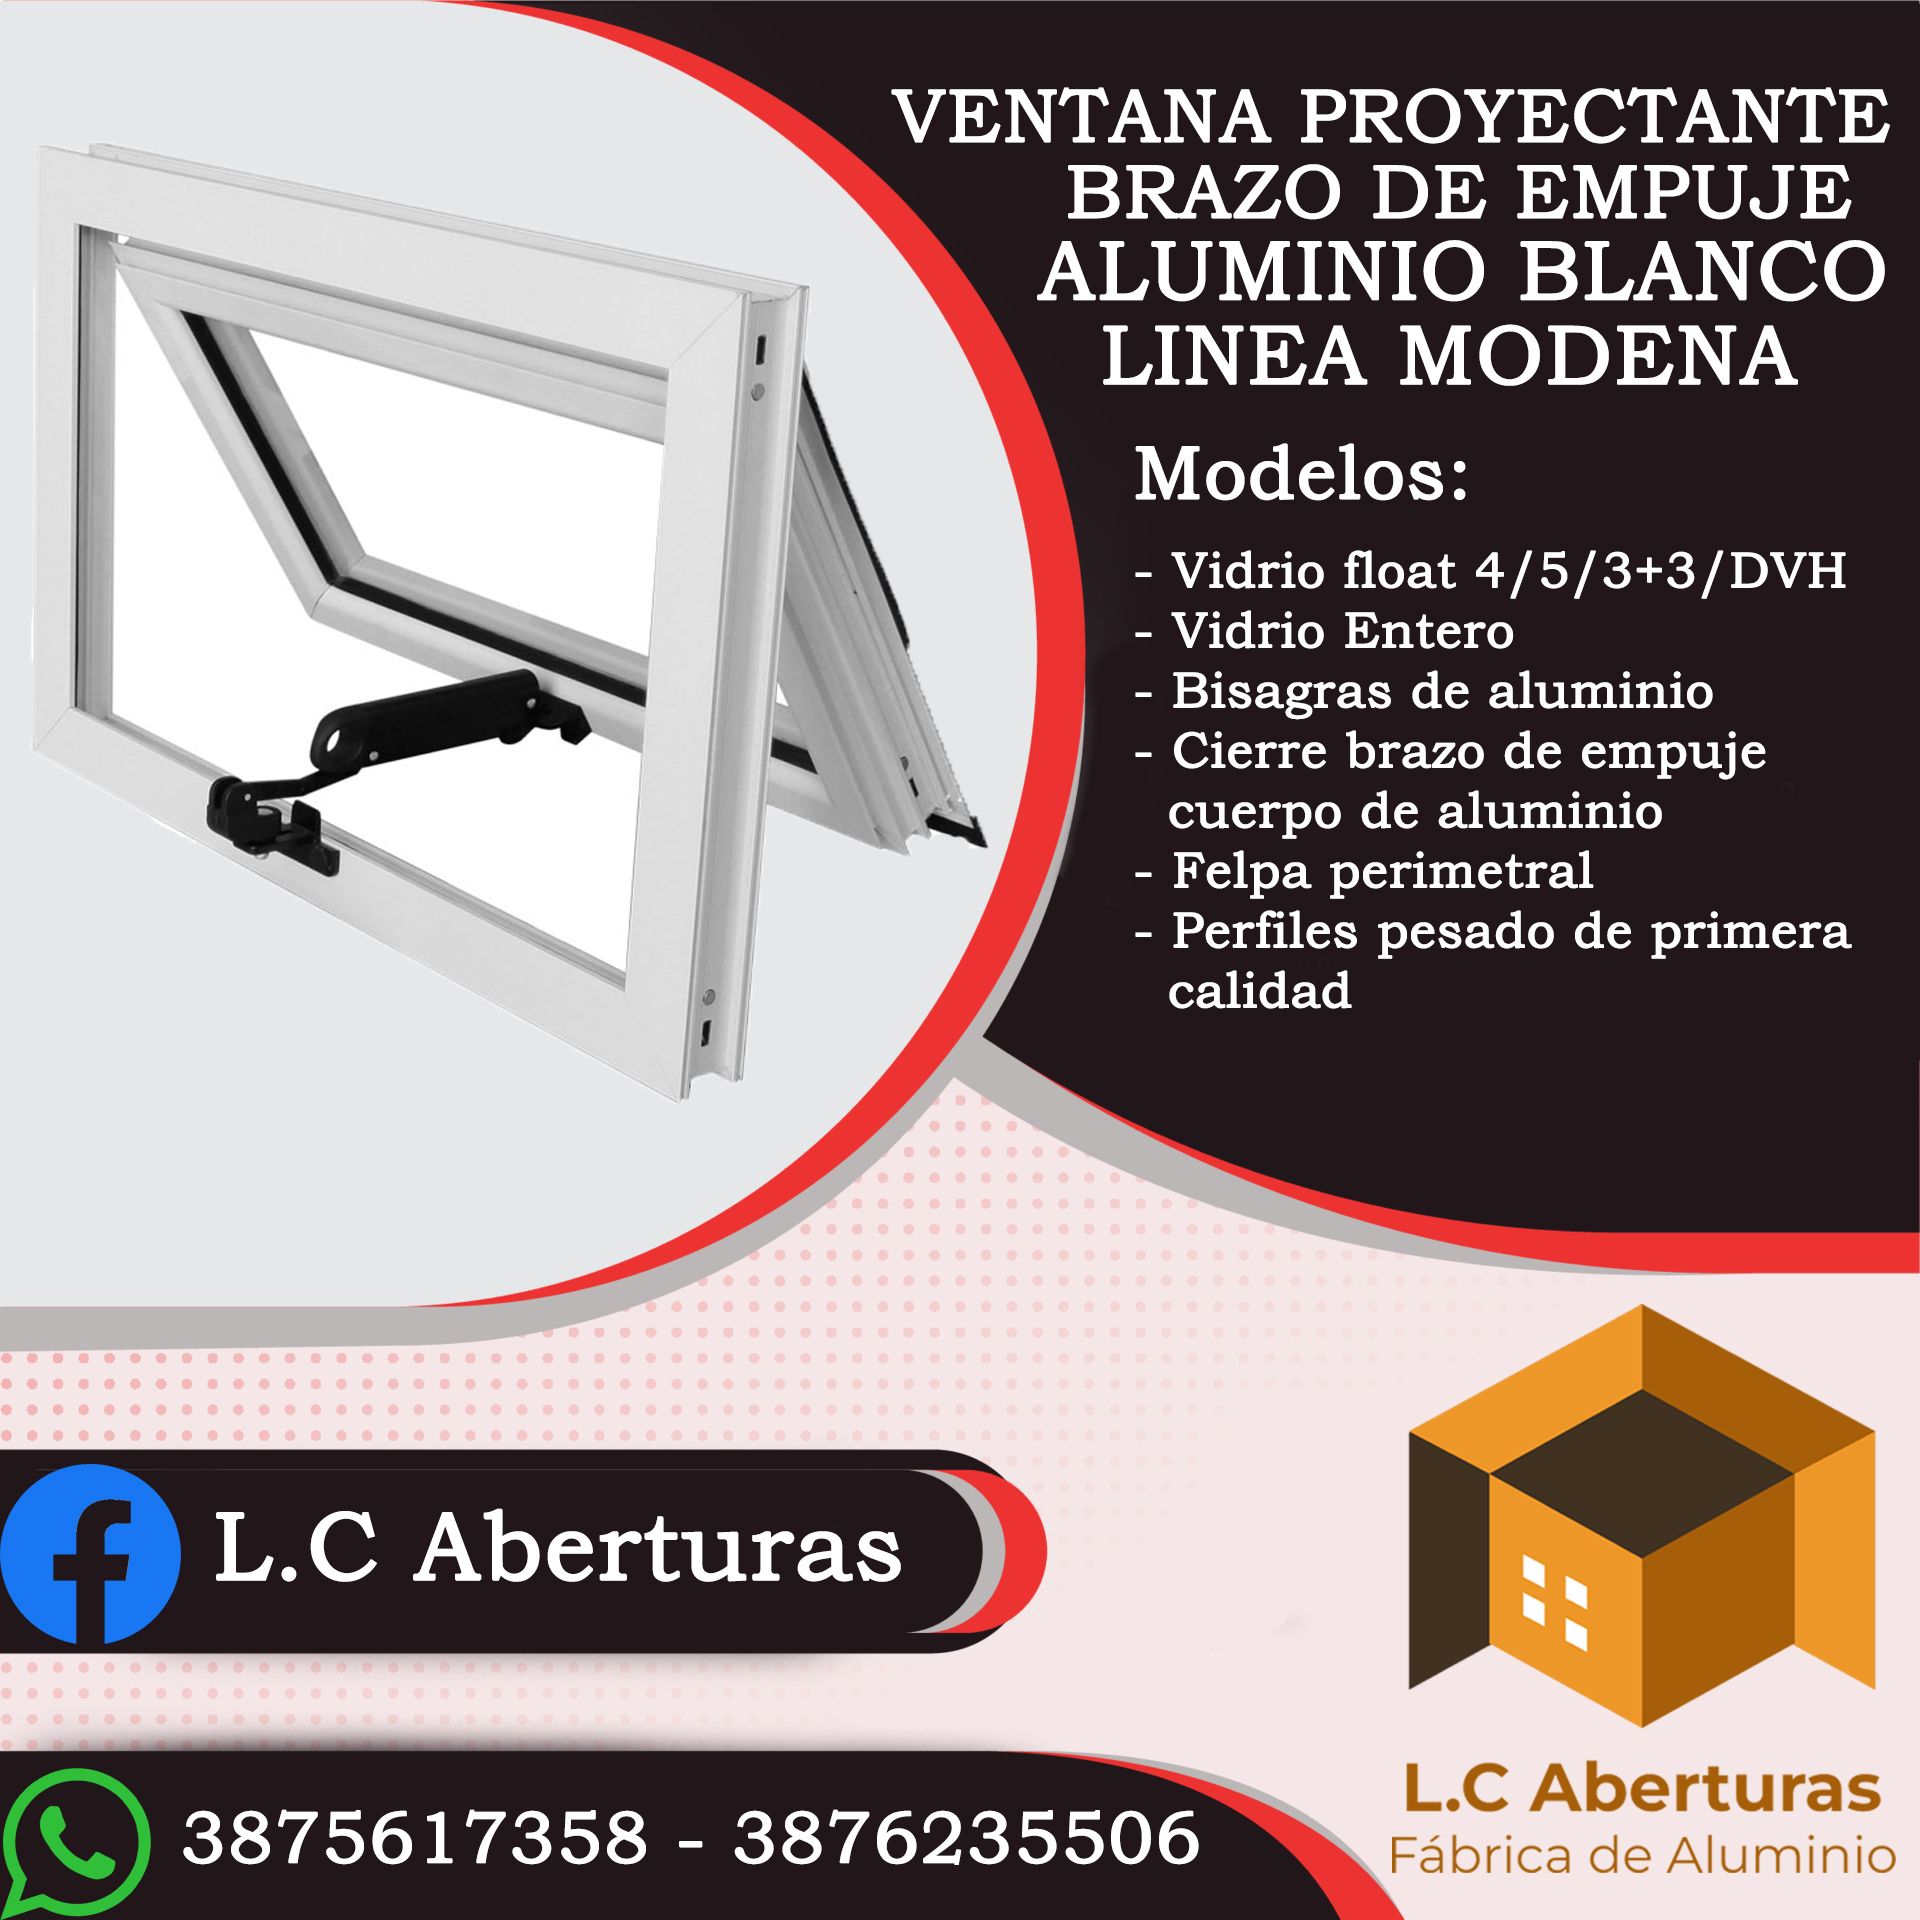 VENTANA PROYECTANTE
BRAZO DE EMPUJE
ALUMINIO BLANCO
LINEA MODENA
Modelos:
- Vidrio float 4/5/3+3/DVH
- Vidrio Entero
- Bisagras de aluminio
- Cierre brazo de empuje
cuerpo de aluminio
- Felpa perimetral
- Perfiles pesado de primera
calidad
L.C Aberturas
3875617358 - 3876235506
L.C Aberturas
Fábrica de Aluminio